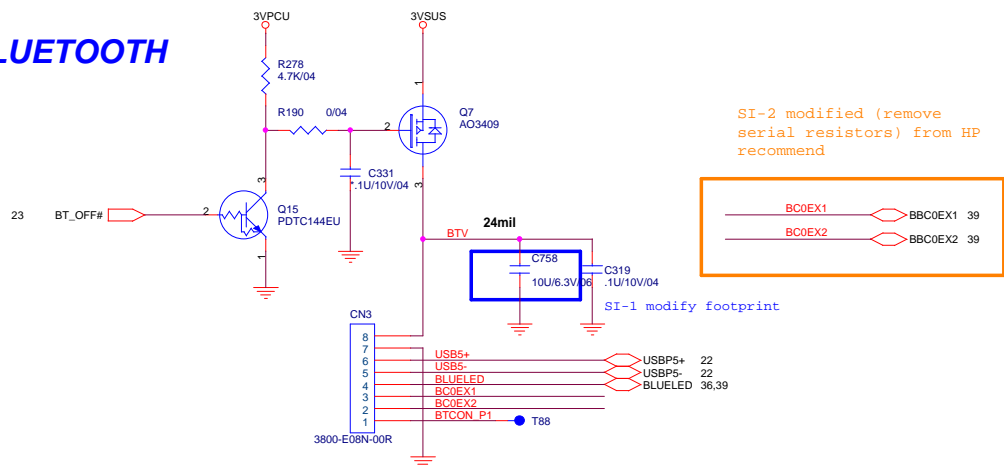 LUETOOTH
3VPCU
3VSUS
R278
4.7K/04
R190 0/04
1
2
Q7
AO3409
3
C331
.1U/10V/04
3
23 BT_OFF#
2
Q15
PDTC144EU
1
24mil
BTV
C758
10U/6.3V/06
C319
.1U/10V/04
SI-1 modify footprint
SI-2 modified (remove
serial resistors) from HP
recommend
BC0EX1 BBC0EX1 39
BC0EX2 BBC0EX2 39
CN3
8
7
6 USB5+ USBP5+ 22
5 USB5- USBP5- 22
4 BLUELED BLUELED 36,39
3 BC0EX1
2 BC0EX2
1 BTCON_P1 T88
3800-E08N-00R